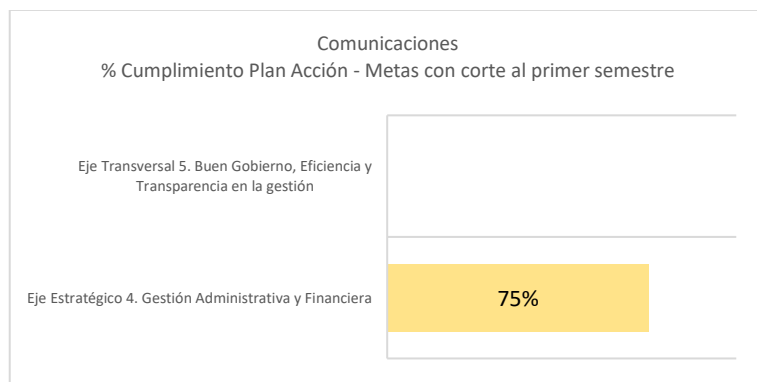 Comunicaciones
% Cumplimiento Plan Acción - Metas con corte al primer semestre
Eje Transversal 5. Buen Gobierno, Eficiencia y
Transparencia en la gestión
Eje Estratégico 4. Gestión Administrativa y Financiera
75%